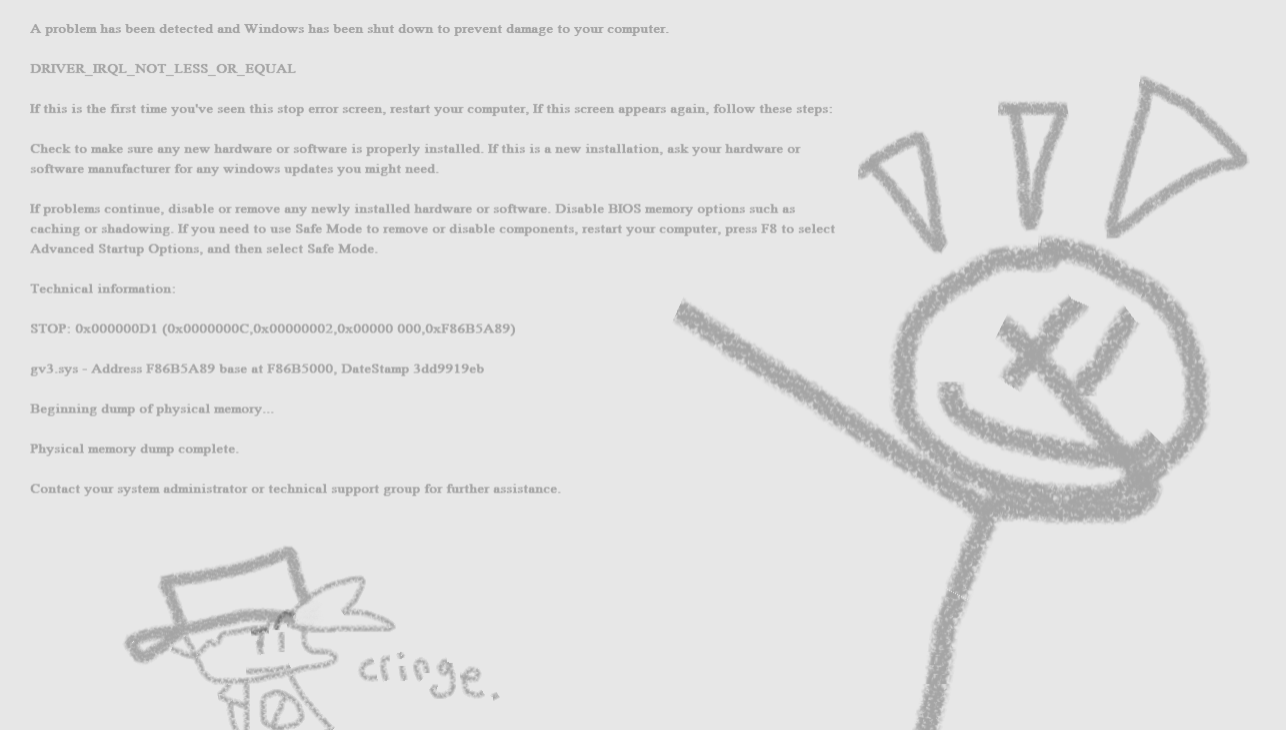 A problem has been detected and Windows has been shut down to prevent damage to your computer.
DRIVER_IRQL_NOT_LESS_OR_EQUAL
If this is the first time you've seen this stop error screen, restart your computer, If this screen appears again, follow these steps:
Check to make sure any new hardware or software is properly installed. If this is a new installation, ask your hardware or
software manufacturer for any windows updates you might need.
If problems continue, disable or remove any newly installed hardware or software. Disable BIOS memory options such as
caching or shadowing. If you need to use Safe Mode to remove or disable components, restart your computer, press F8 to select
Advanced Startup Options, and then select Safe Mode.
Technical information:
STOP: 0x000000D1 (0x0000000C,0x00000002,0x00000 000,0xF86B5A89)
gv3.sys - Address F86B5A89 base at F86B5000, DateStamp 3dd9919eb
Beginning dump of physical memory...
Physical memory dump complete.
Contact your system administrator or technical support group for further assistance.
cringe.